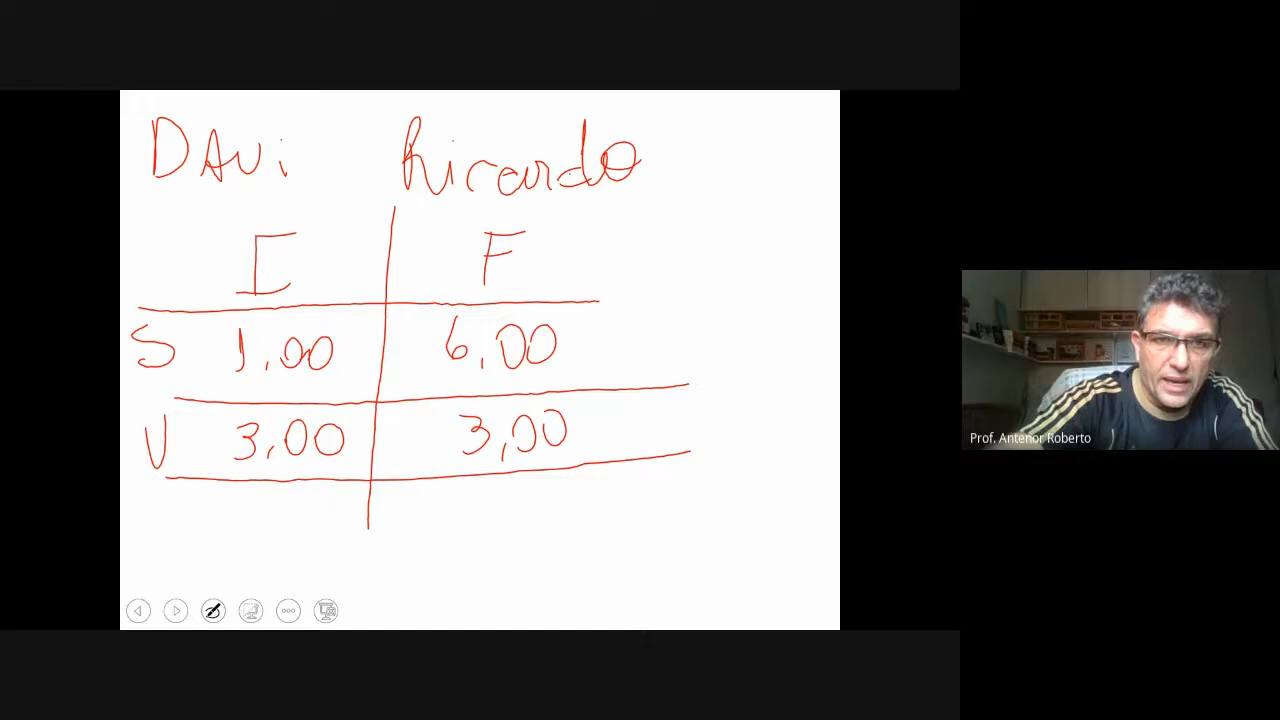 DAVi Ricardo
I F
S 1,00 6,00
V 3,00 3,00
Prof. Antenor Roberto